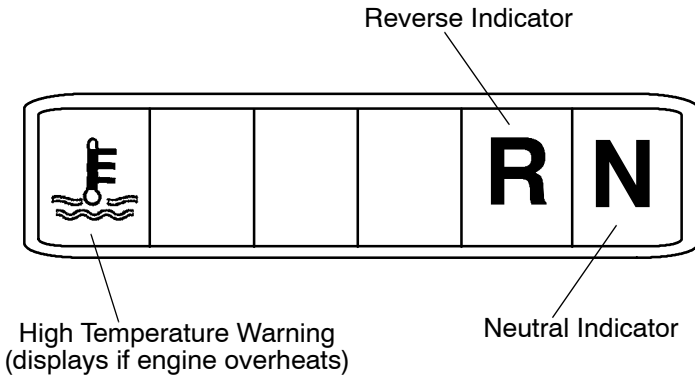 Reverse Indicator
R N
High Temperature Warning
(displays if engine overheats)
Neutral Indicator